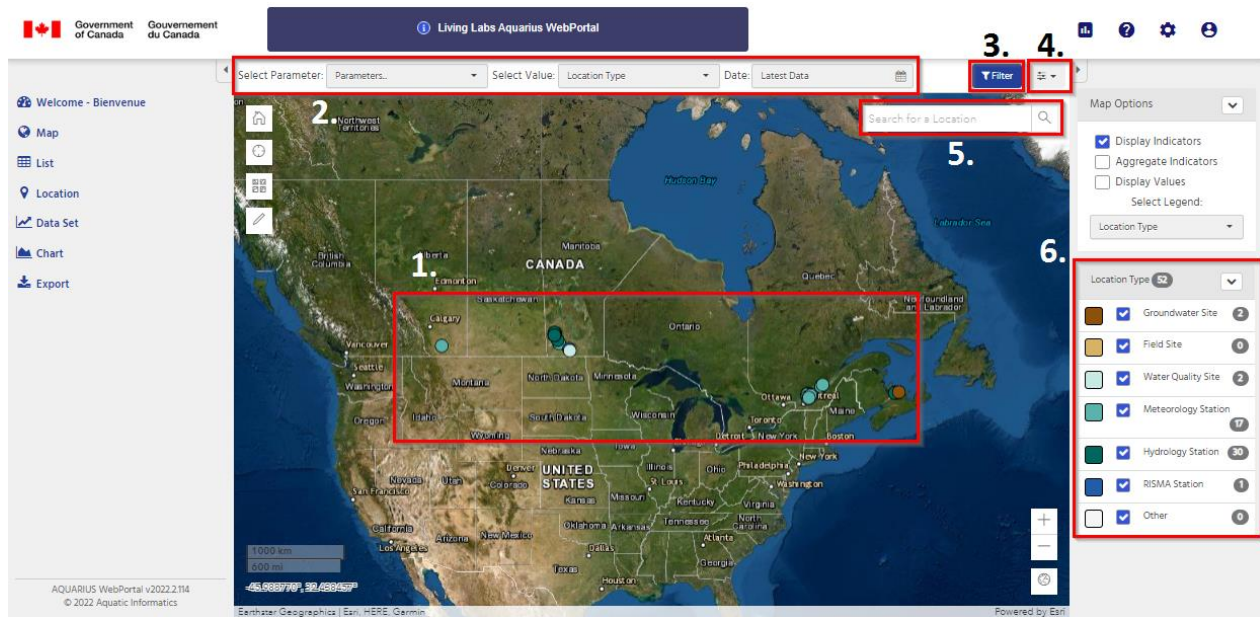 Government of Canada
Gouvernement du Canada
Living Labs Aquarius WebPortal
3.
4.
Select Parameter: Parameters... Select Value: Location Type Date: Latest Data
Filter
Welcome - Bienvenue
Map
List
Location
Data Set
Chart
Export
AQUARIUS WebPortal v2022.2.114
© 2022 Aquatic Informatics
2.
Search for a Location
5.
Northwest Territories
Hudson Bay
Labrador Sea
British Columbia
Alberta
Manitoba
CANADA
Quebec
1.
Edmonton
Saskatchewan
Newfoundland and Labrador
Calgary
Ontario
Vancouver
Seattle
Washington
Montana
North Dakota
Minnesota
Ottawa
Montreal
Maine
Oregon
Idaho
South Dakota
Wisconsin
Toronto
Wyoming
Iowa
Detroit
New York
Boston
Nebraska
New York
Nevada
Utah
Denver
Colorado
UNITED STATES
Illinois
Ohio
Philadelphia
Washington
San Francisco
Kansas
Missouri
St Louis
Kentucky
Virginia
California
Los Angeles
Arizona
New Mexico
Oklahoma
Arkansas
Tennessee
North Carolina
Atlanta
Dallas
Texas
Georgia
Houston
1000 km
600 mi
Earthstar Geographics | Esri, HERE, Garmin
Powered by Esri
Map Options
Display Indicators
Aggregate Indicators
Display Values
Select Legend:
Location Type
6.
Location Type 52
Groundwater Site 2
Field Site 0
Water Quality Site 2
Meteorology Station
17
Hydrology Station 30
RISMA Station 1
Other 0